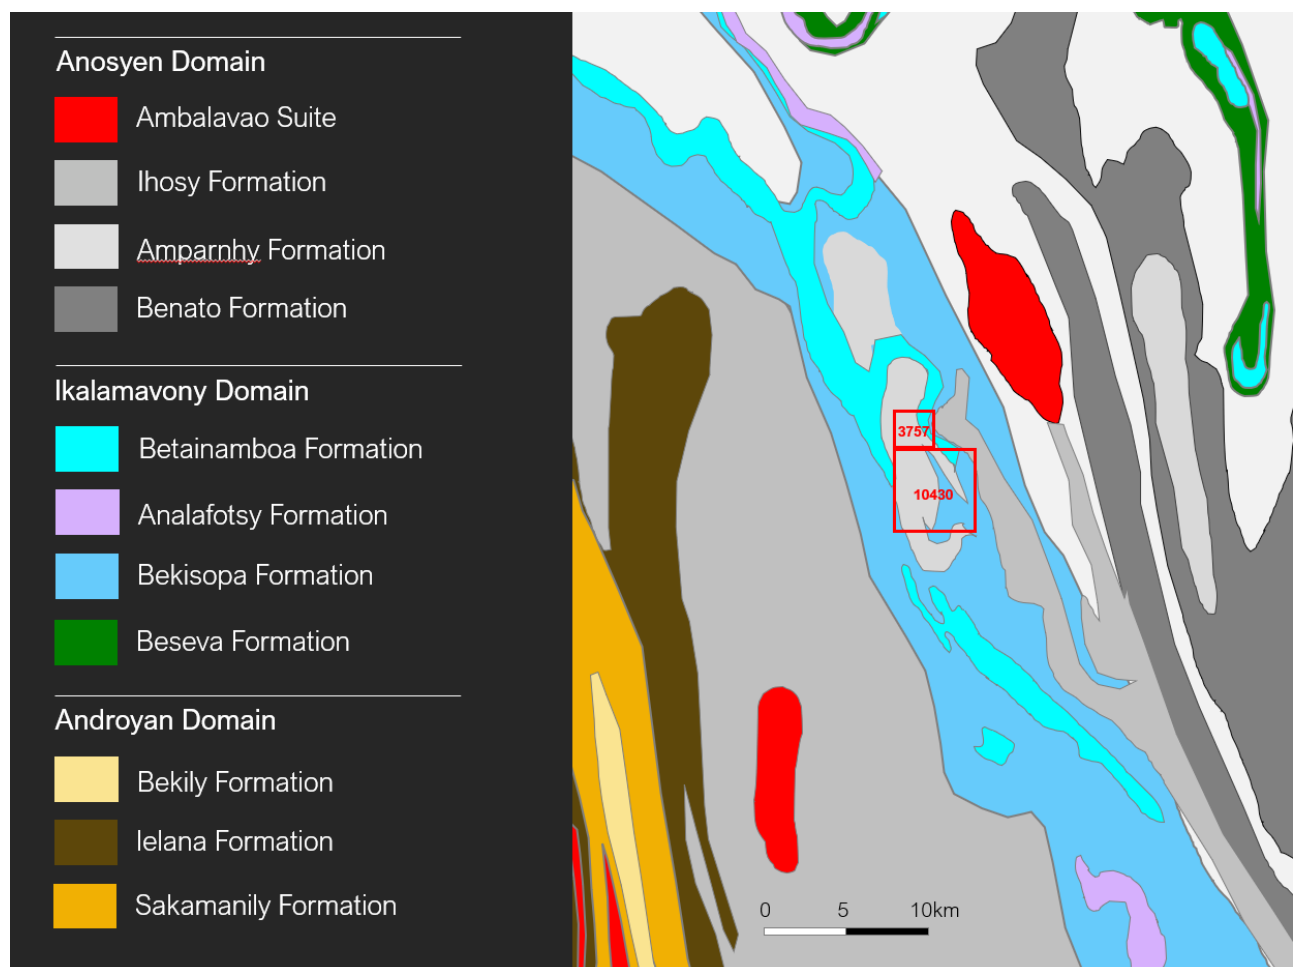 Anosyen Domain
Ambalavao Suite
Ihosy Formation
Amparnhy Formation
Benato Formation
Ikalamavony Domain
Betainamboa Formation
Analafotsy Formation
Bekisopa Formation
Beseva Formation
Androyan Domain
Bekily Formation
Ielana Formation
Sakamanily Formation
3757
10430
0 5 10km